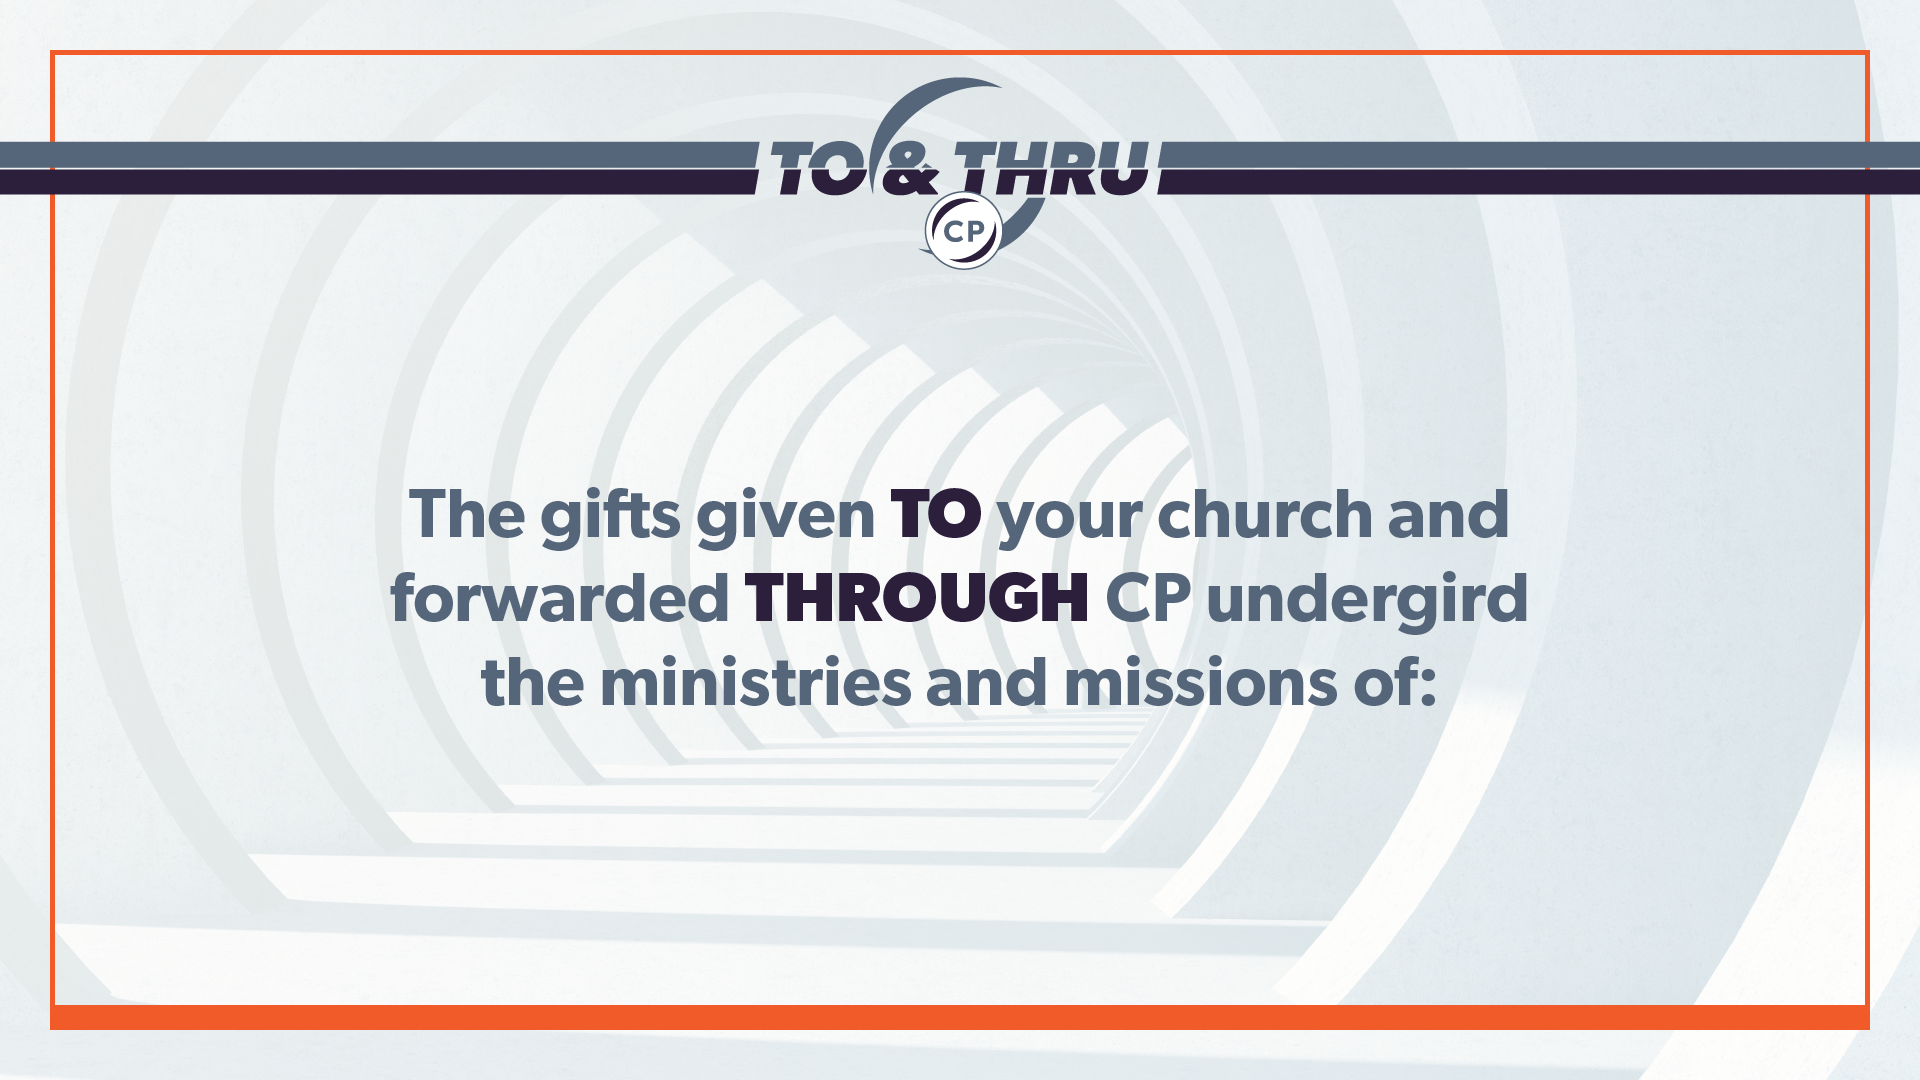 TO & THRU
CP
The gifts given TO your church and
forwarded THROUGH CP undergird
the ministries and missions of: